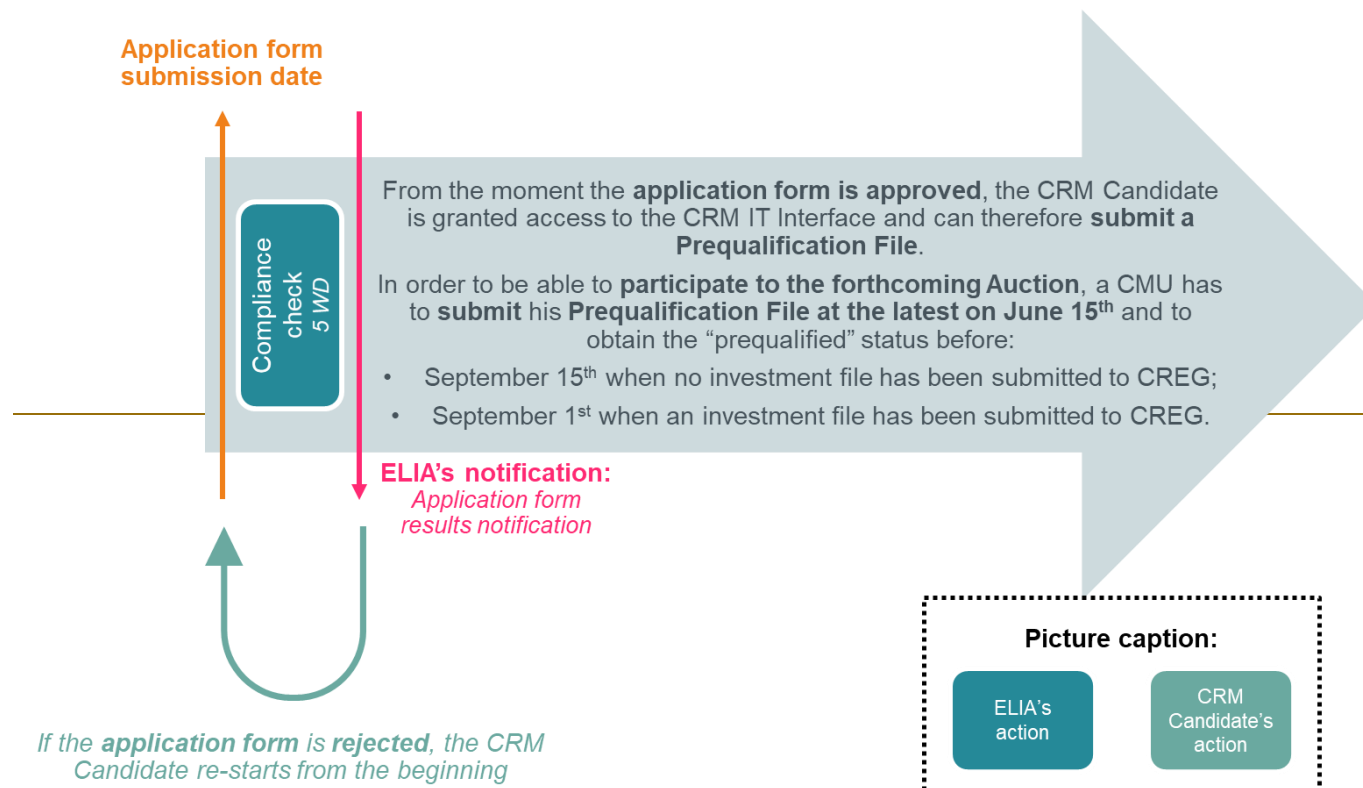 Application form
submission date
Compliance
check
5 WD
From the moment the application form is approved, the CRM Candidate
is granted access to the CRM IT Interface and can therefore submit a
Prequalification File.
In order to be able to participate to the forthcoming Auction, a CMU has
to submit his Prequalification File at the latest on June 15th and to
obtain the “prequalified” status before:
• September 15th when no investment file has been submitted to CREG;
• September 1st when an investment file has been submitted to CREG.
ELIA’s notification:
Application form
results notification
If the application form is rejected, the CRM
Candidate re-starts from the beginning
Picture caption:
ELIA’s
action
CRM
Candidate’s
action